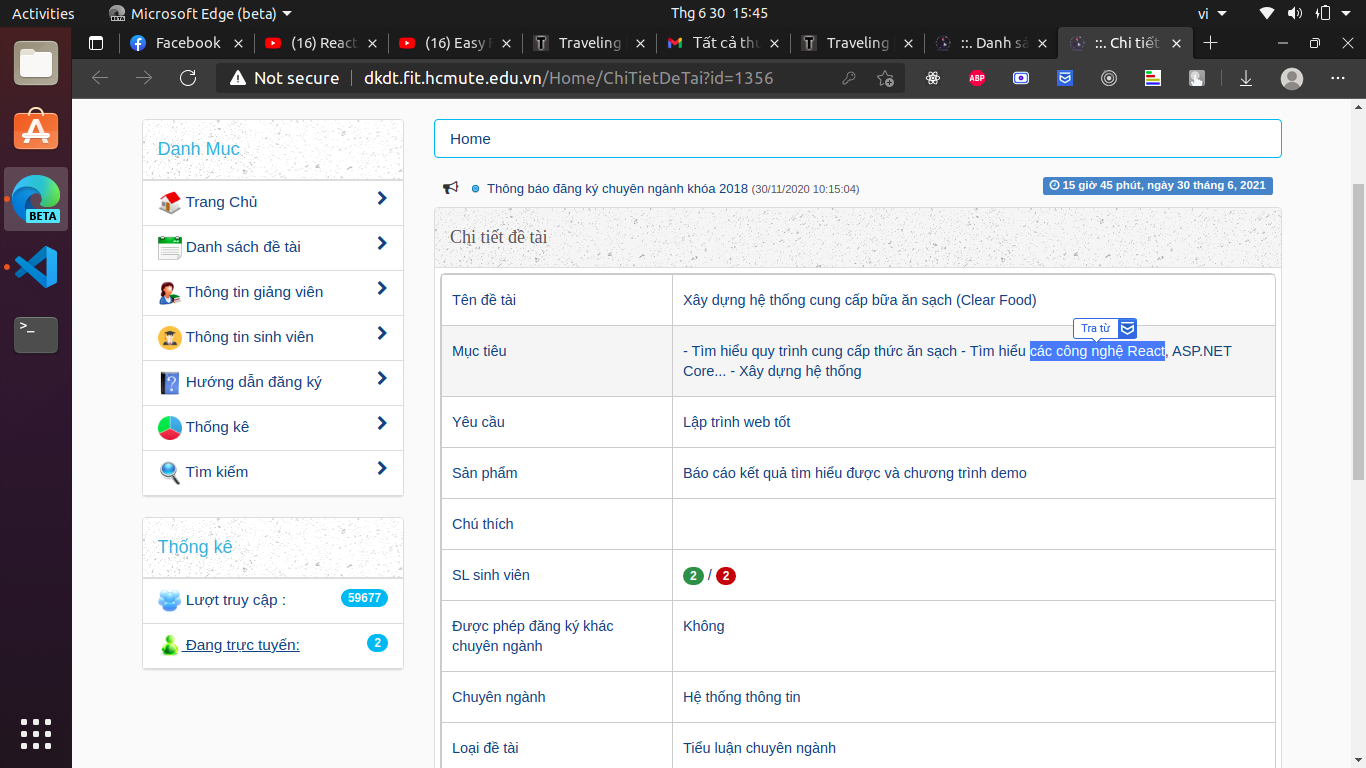 Activities
Microsoft Edge (beta)
Thg 6 30 15:45
vi
Facebook
(16) React
(16) Easy
Traveling
Tất cả thư
Traveling
::. Danh sá
::. Chi tiết
Not secure
dkdt.fit.hcmute.edu.vn/Home/ChiTietDeTai?id=1356
ABP
BETA
>_
Danh Mục
Trang Chủ
Danh sách đề tài
Thông tin giảng viên
Thông tin sinh viên
Hướng dẫn đăng ký
Thống kê
Tìm kiếm
Thống kê
Lượt truy cập : 59677
Đang trực tuyến: 2
Home
Thông báo đăng ký chuyên ngành khóa 2018 (30/11/2020 10:15:04)
15 giờ 45 phút, ngày 30 tháng 6, 2021
Chi tiết đề tài
Tên đề tài
Xây dựng hệ thống cung cấp bữa ăn sạch (Clear Food)
Tra từ
Mục tiêu
- Tìm hiểu quy trình cung cấp thức ăn sạch - Tìm hiểu các công nghệ React, ASP.NET
Core... - Xây dựng hệ thống
Yêu cầu
Lập trình web tốt
Sản phẩm
Báo cáo kết quả tìm hiểu được và chương trình demo
Chú thích
SL sinh viên
2 / 2
Được phép đăng ký khác
chuyên ngành
Không
Chuyên ngành
Hệ thống thông tin
Loại đề tài
Tiểu luận chuyên ngành